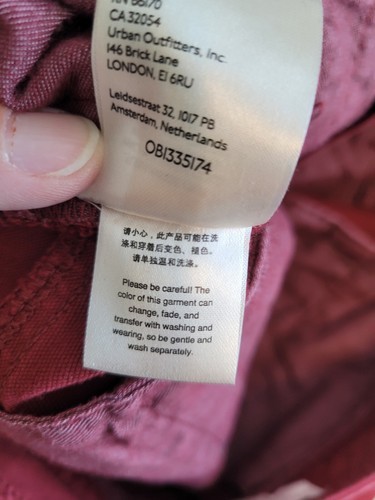 RN 66170
CA 32054
Urban Outfitters, Inc.
146 Brick Lane
LONDON, E1 6RU
Leidsestraat 32, 1017 PB
Amsterdam, Netherlands
OB1335174
请小心，此产品可能在洗
涤和穿着后变色、褪色。
请单独温和洗涤。
Please be careful! The
color of this garment can
change, fade, and
transfer with washing and
wearing, so be gentle and
wash separately.